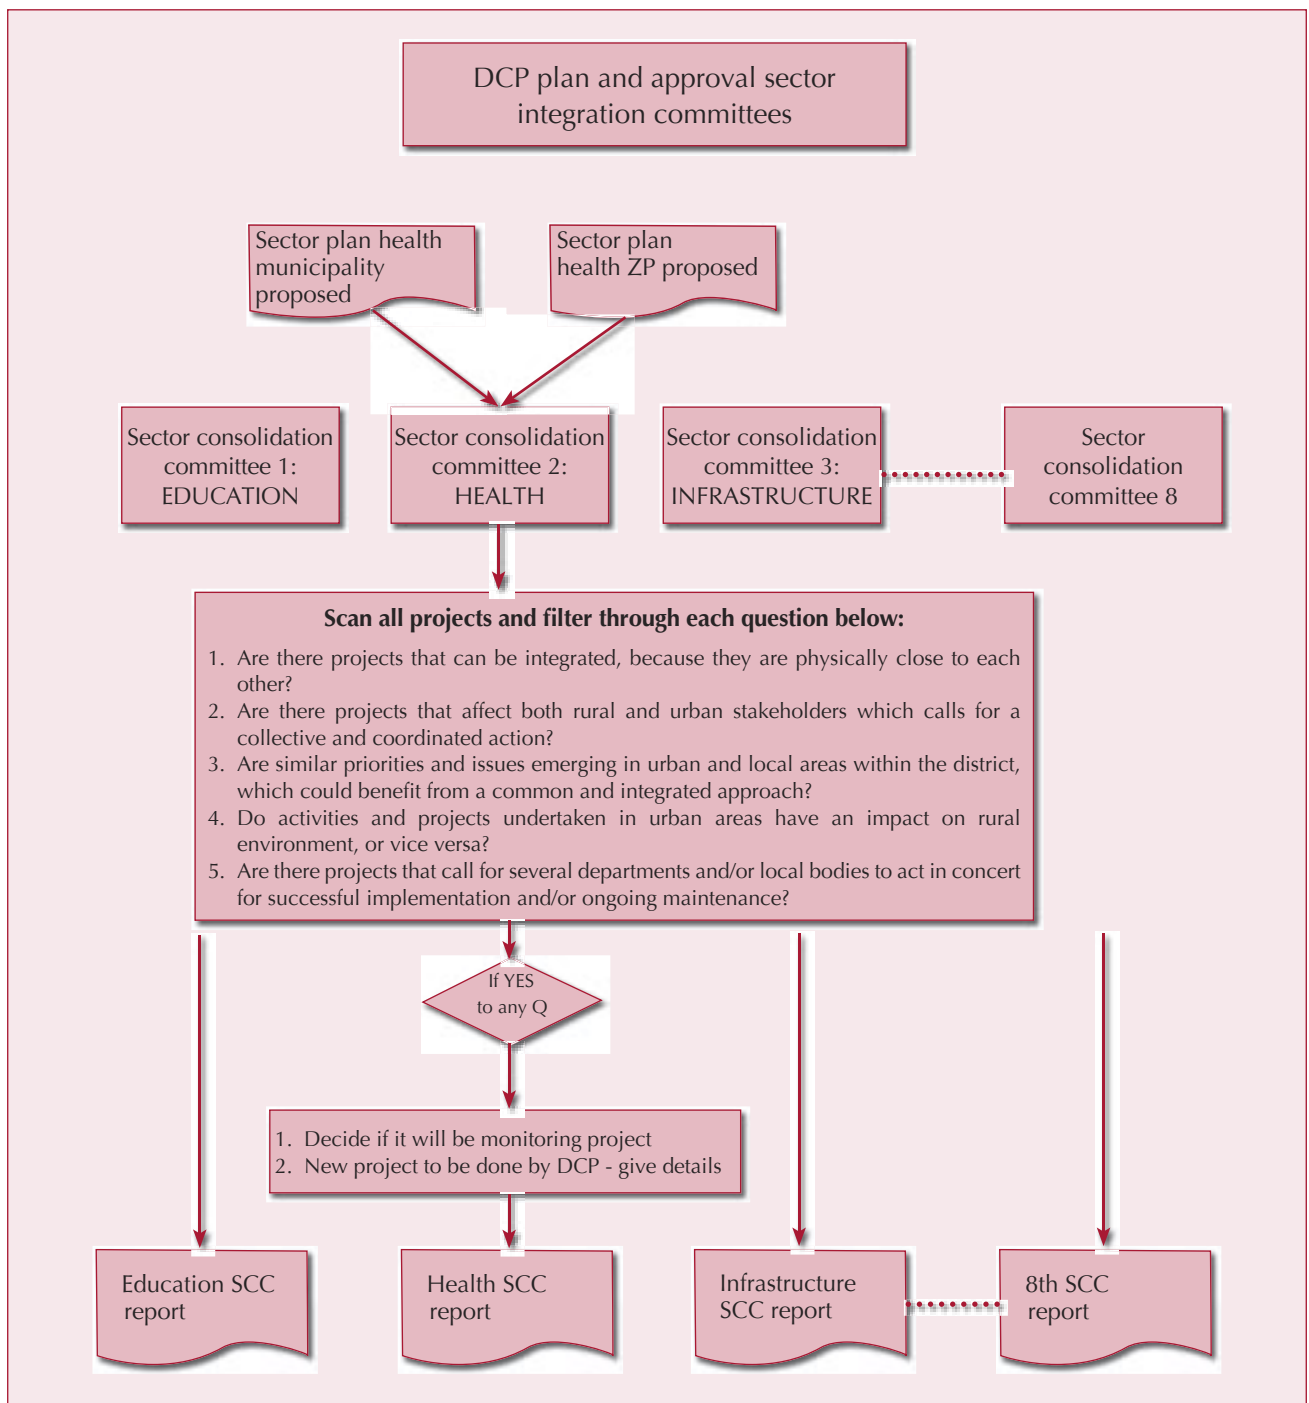 DCP plan and approval sector
integration committees
Sector plan health
municipality
proposed
Sector plan
health ZP proposed
Sector consolidation
committee 1:
EDUCATION
Sector consolidation
committee 2:
HEALTH
Sector consolidation
committee 3:
INFRASTRUCTURE
Sector
consolidation
committee 8
Scan all projects and filter through each question below:
1. Are there projects that can be integrated, because they are physically close to each
other?
2. Are there projects that affect both rural and urban stakeholders which calls for a
collective and coordinated action?
3. Are similar priorities and issues emerging in urban and local areas within the district,
which could benefit from a common and integrated approach?
4. Do activities and projects undertaken in urban areas have an impact on rural
environment, or vice versa?
5. Are there projects that call for several departments and/or local bodies to act in concert
for successful implementation and/or ongoing maintenance?
If YES
to any Q
1. Decide if it will be monitoring project
2. New project to be done by DCP - give details
Education SCC
report
Health SCC
report
Infrastructure
SCC report
8th SCC
report